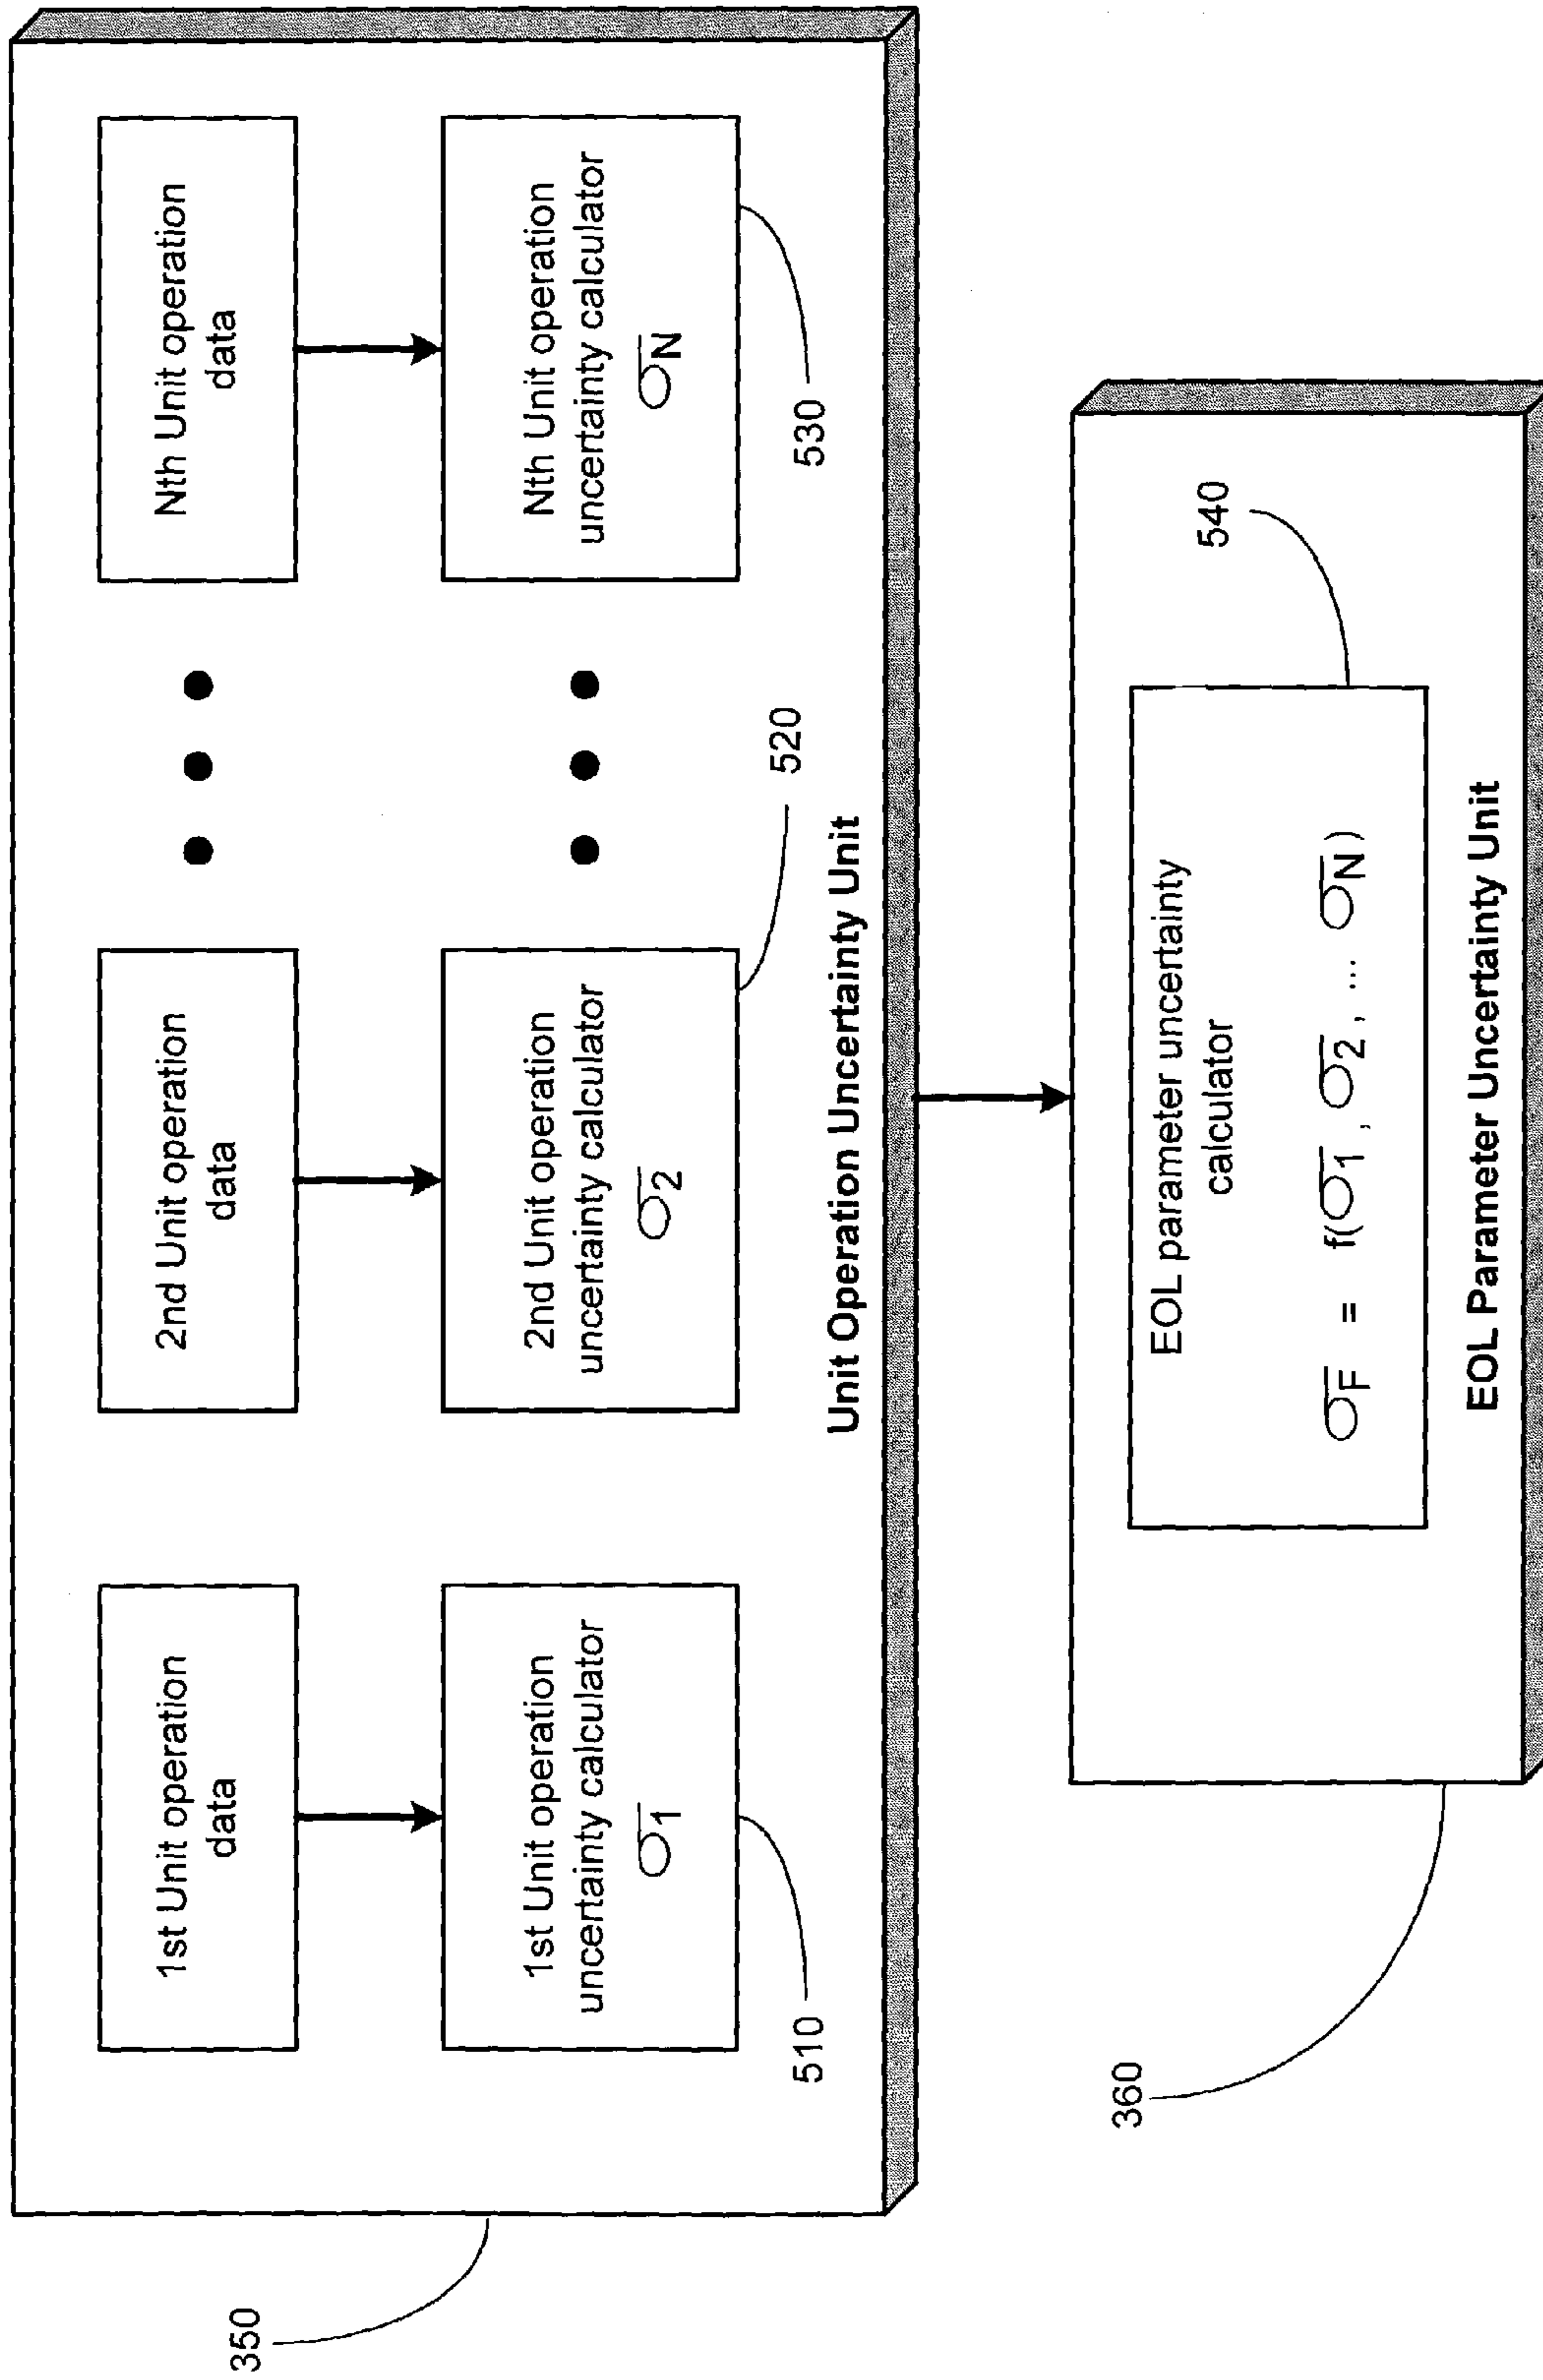 350
1st Unit operation
data
2nd Unit operation
data
Nth Unit operation
data
1st Unit operation
uncertainty calculator
σ1
510
2nd Unit operation
uncertainty calculator
σ2
520
Nth Unit operation
uncertainty calculator
σN
530
Unit Operation Uncertainty Unit
360
EOL parameter uncertainty
calculator
σF = f(σ1, σ2, ... σN)
540
EOL Parameter Uncertainty Unit